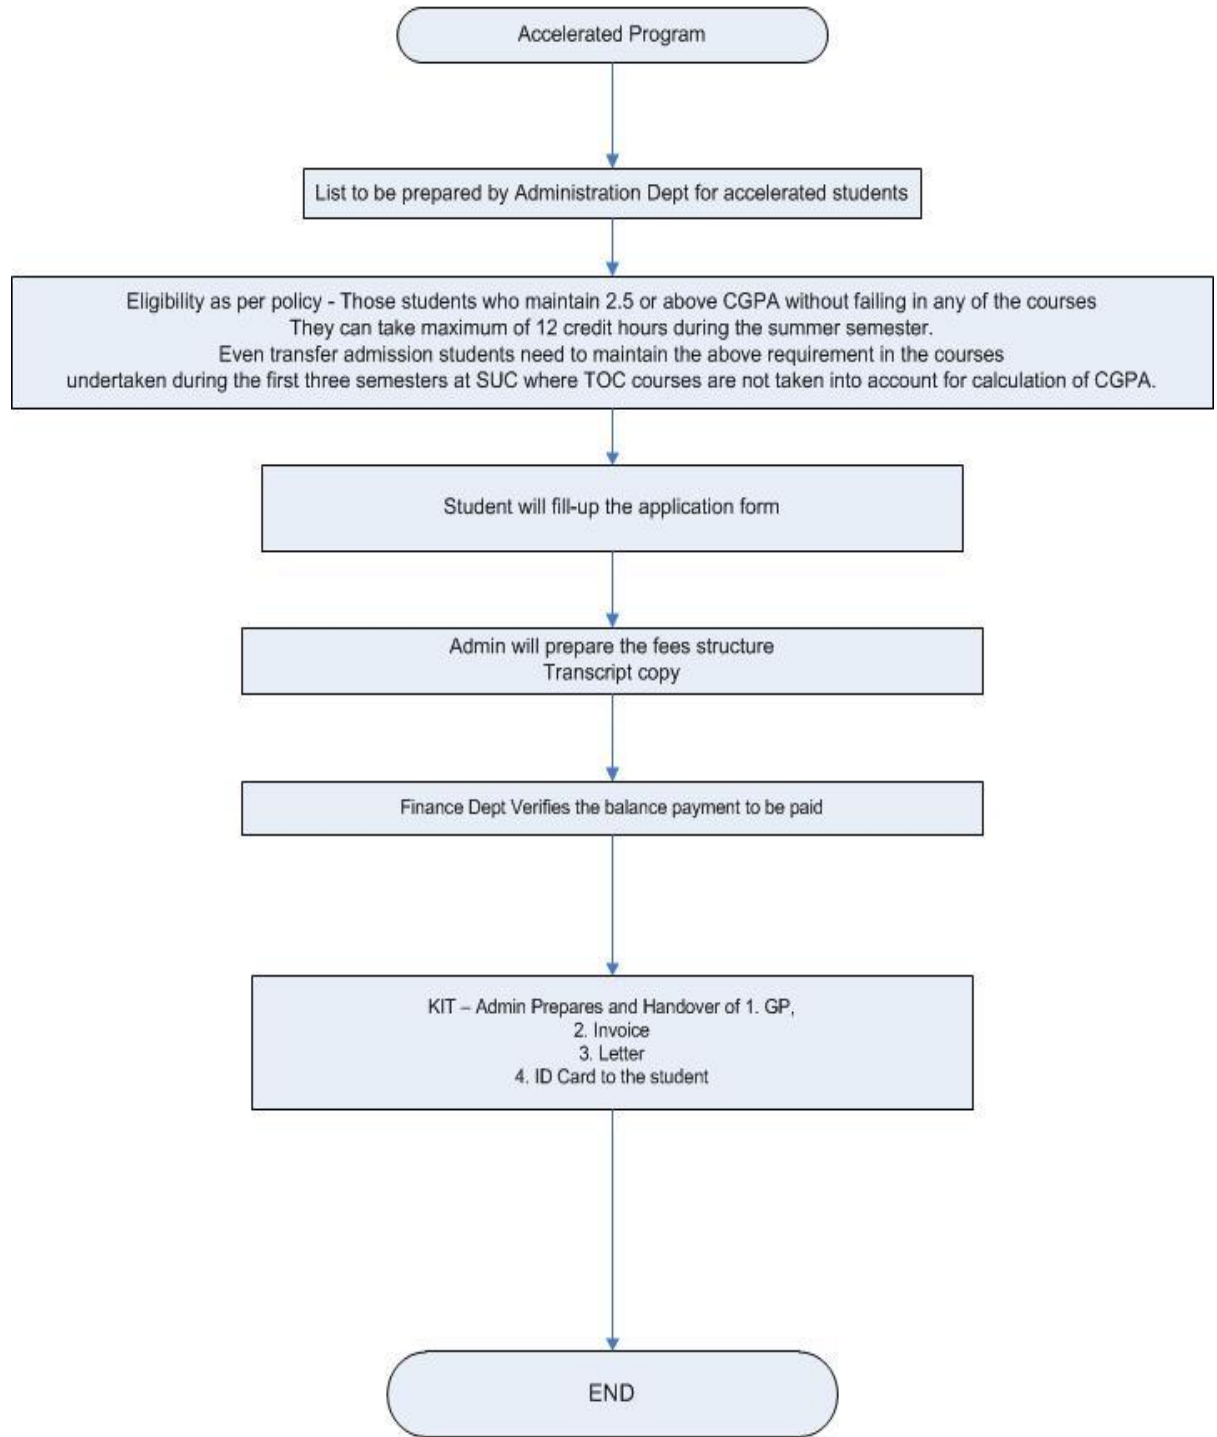 Accelerated Program
List to be prepared by Administration Dept for accelerated students
Eligibility as per policy - Those students who maintain 2.5 or above CGPA without failing in any of the courses
They can take maximum of 12 credit hours during the summer semester.
Even transfer admission students need to maintain the above requirement in the courses
undertaken during the first three semesters at SUC where TOC courses are not taken into account for calculation of CGPA.
Student will fill-up the application form
Admin will prepare the fees structure
Transcript copy
Finance Dept Verifies the balance payment to be paid
KIT – Admin Prepares and Handover of 1. GP,
2. Invoice
3. Letter
4. ID Card to the student
END